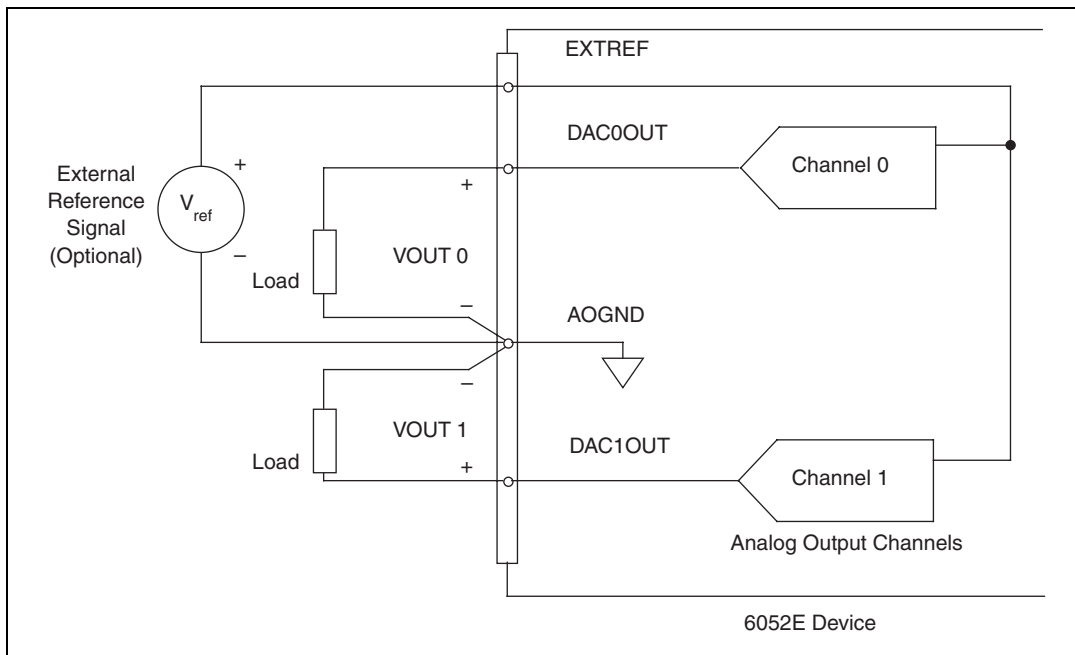 EXTREF
DAC0OUT
Channel 0
+
External
Reference
Signal
(Optional)
Vref
+
–
Load
VOUT 0
–
AOGND
–
VOUT 1
Load
+
DAC1OUT
Channel 1
Analog Output Channels
6052E Device